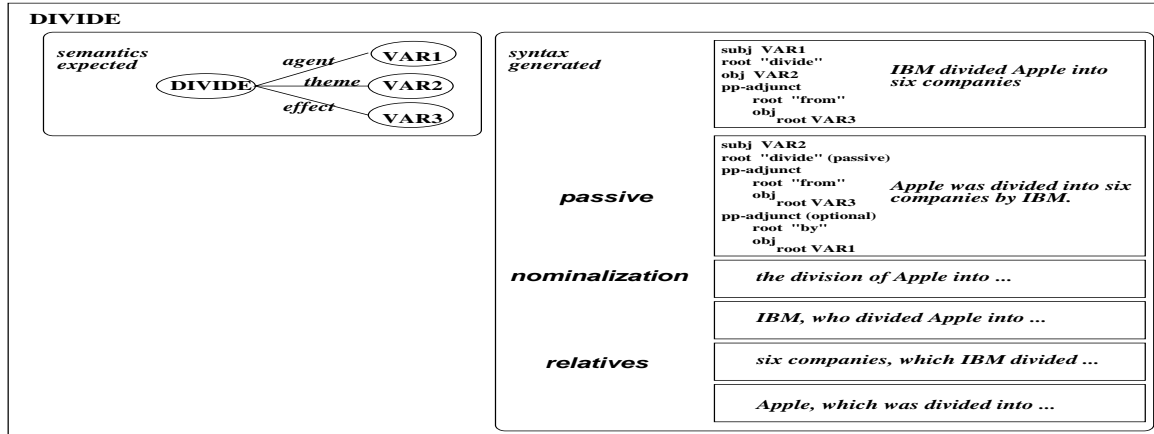 DIVIDE
semantics
expected
agent
VAR1
DIVIDE
theme
VAR2
effect
VAR3
syntax
generated
subj VAR1
root "divide"
obj VAR2
pp-adjunct
root "from"
obj
root VAR3
IBM divided Apple into
six companies
passive
subj VAR2
root "divide" (passive)
pp-adjunct
root "from"
obj
root VAR3
pp-adjunct (optional)
root "by"
obj
root VAR1
Apple was divided into six
companies by IBM.
nominalization
the division of Apple into ...
relatives
IBM, who divided Apple into ...
six companies, which IBM divided ...
Apple, which was divided into ...